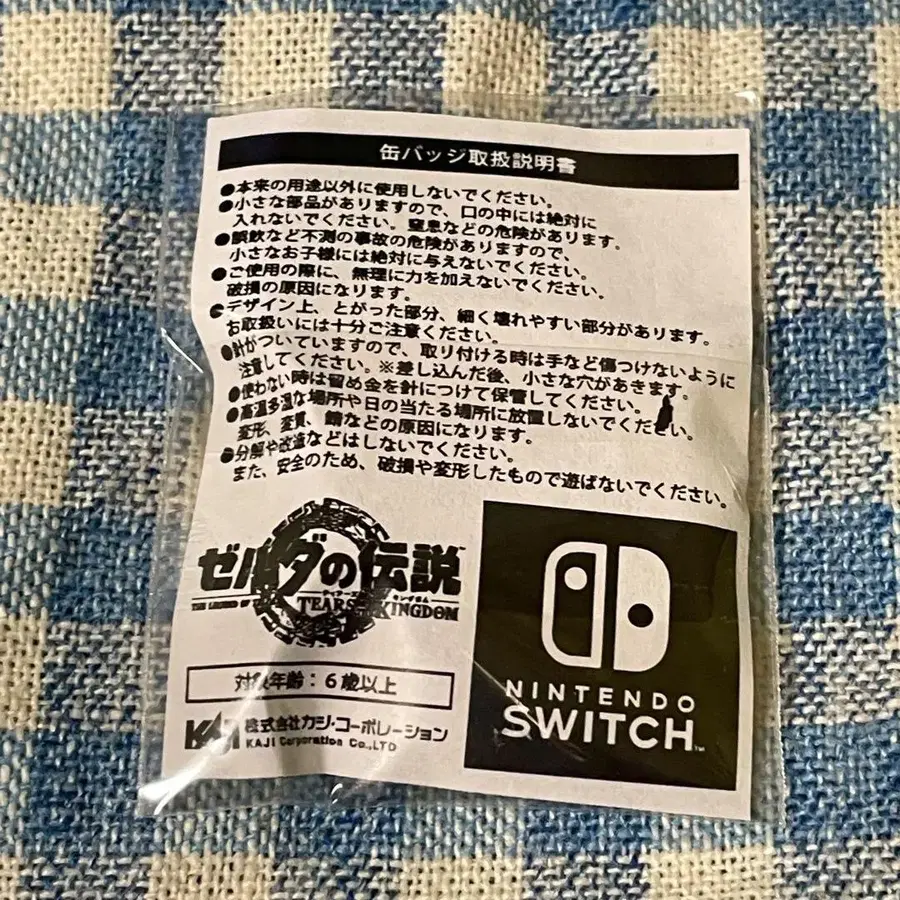 缶バッジ取扱説明書
●本来の用途以外に使用しないでください。
●小さな部品がありますので、口の中には絶対に
入れないでください。窒息などの危険があります。
●誤飲など不測の事故の危険がありますので、
小さなお子様には絶対に与えないでください。
●ご使用の際に、無理に力を加えないでください。
破損の原因になります。
●デザイン上、とがった部分、細く壊れやすい部分があります。
お取扱いには十分ご注意ください。
●針がついていますので、取り付ける時は手など傷つけないように
注意してください。※差し込んだ後、小さな穴があきます。
●使わない時は留め金を針につけて保管してください。
●高温多湿な場所や日の当たる場所に放置しないでください。
変形、変質、錆などの原因になります。
●分解や改造などはしないでください。
また、安全のため、破損や変形したもので遊ばないでください。
ゼルダの伝説
THE LEGEND OF
TEARS KINGDOM
対象年齢:6歳以上
KAJI 株式会社カジ・コーポレーション
KAJI Corporation Co.,LTD
NINTENDO
SWITCH™